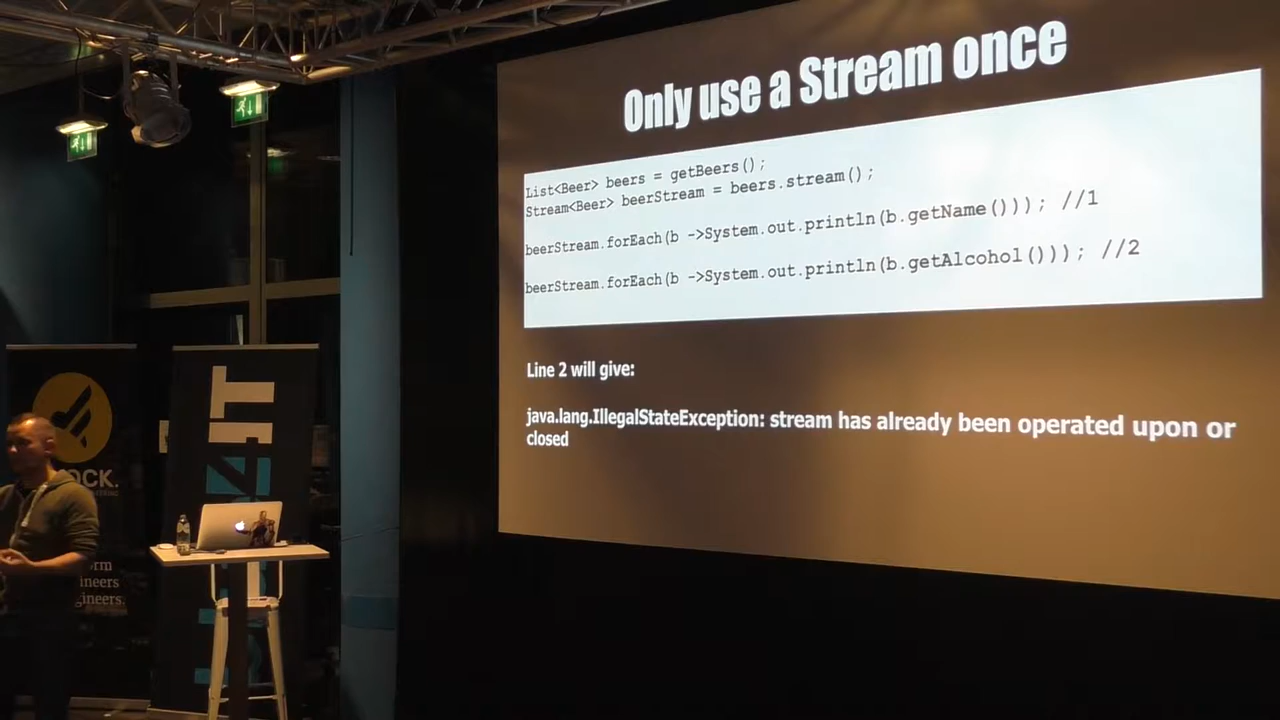 Only use a Stream once
List<Beer> beers = getBeers();
Stream<Beer> beerStream = beers.stream();
beerStream.forEach(b ->System.out.println(b.getName())); //1
beerStream.forEach(b ->System.out.println(b.getAlcohol())); //2
Line 2 will give:
java.lang.IllegalStateException: stream has already been operated upon or
closed